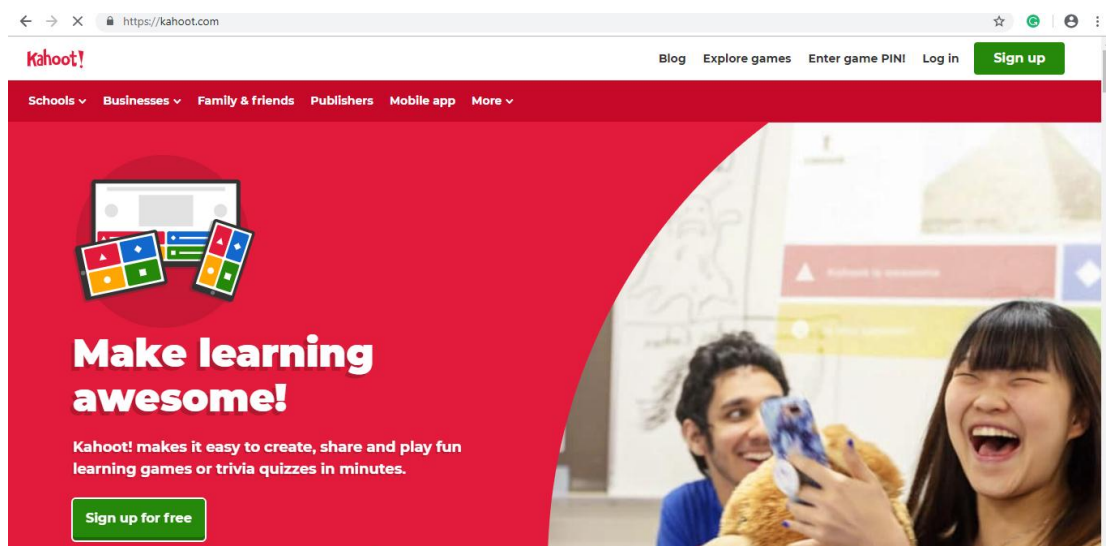 https://kahoot.com
Kahoot!
Blog Explore games Enter game PIN! Log in Sign up
Schools Businesses Family & friends Publishers Mobile app More
Make learning
awesome!
Kahoot! makes it easy to create, share and play fun
learning games or trivia quizzes in minutes.
Sign up for free